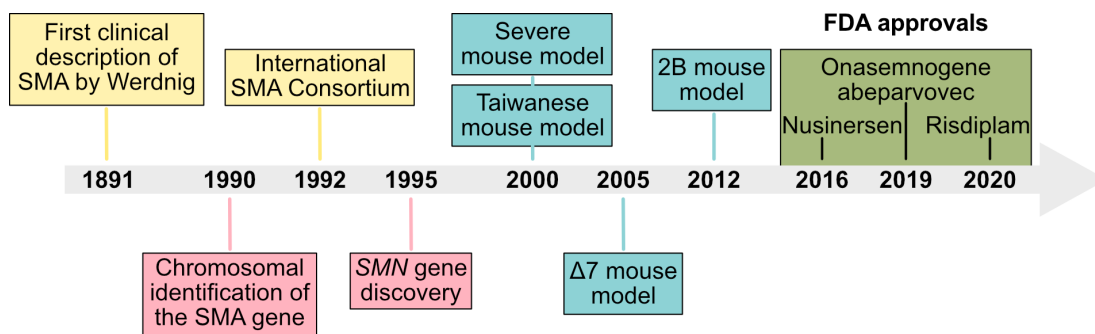 First clinical
description of
SMA by Werdnig
International
SMA Consortium
Severe
mouse model
Taiwanese
mouse model
2B mouse
model
FDA approvals
Onasemnogene
abeparvovec
Nusinersen
Risdiplam
1891
1990
1992
1995
2000
2005
2012
2016
2019
2020
Chromosomal
identification of
the SMA gene
SMN gene
discovery
Δ7 mouse
model